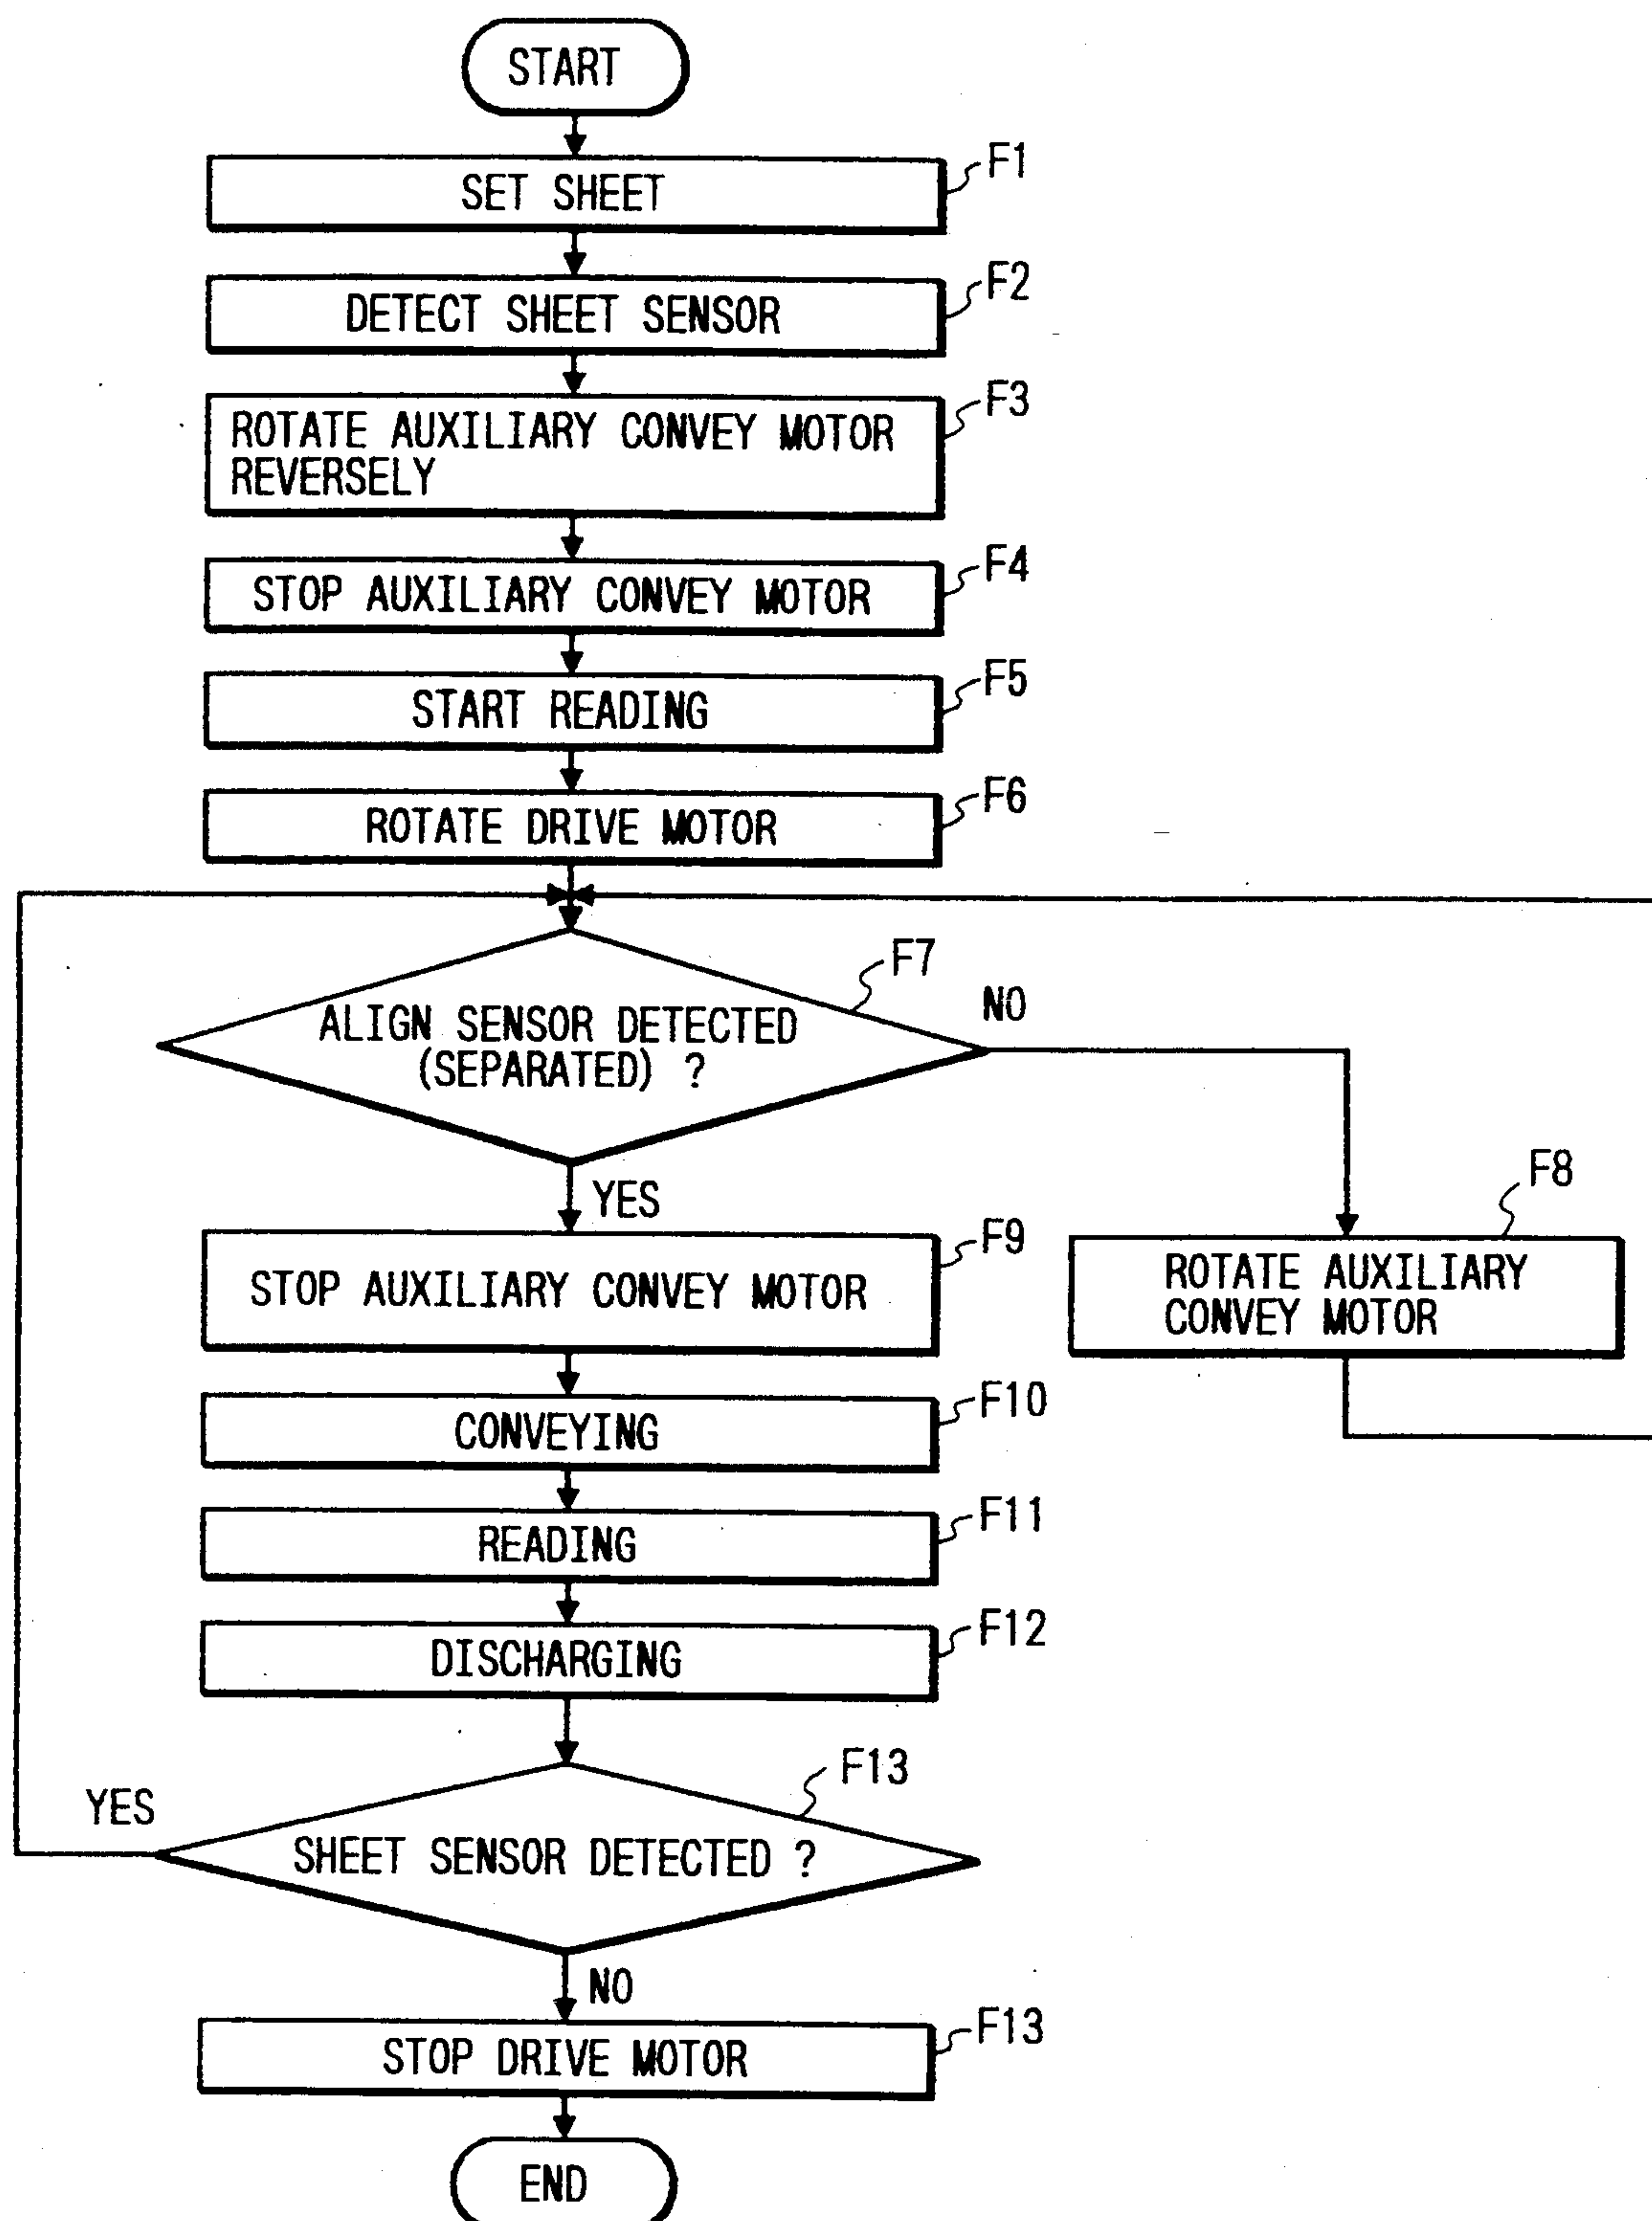 START
F1
SET SHEET
F2
DETECT SHEET SENSOR
F3
ROTATE AUXILIARY CONVEY MOTOR
REVERSELY
F4
STOP AUXILIARY CONVEY MOTOR
F5
START READING
F6
ROTATE DRIVE MOTOR
F7
NO
ALIGN SENSOR DETECTED
(SEPARATED) ?
YES
F8
ROTATE AUXILIARY
CONVEY MOTOR
F9
STOP AUXILIARY CONVEY MOTOR
F10
CONVEYING
F11
READING
F12
DISCHARGING
F13
YES
SHEET SENSOR DETECTED ?
NO
F13
STOP DRIVE MOTOR
END